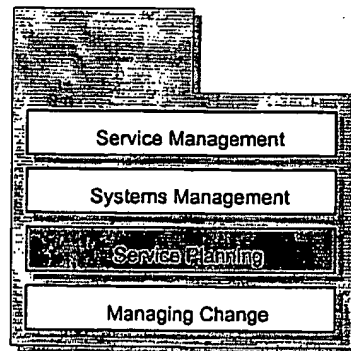 Service Management
Systems Management
Service Planning
Managing Change